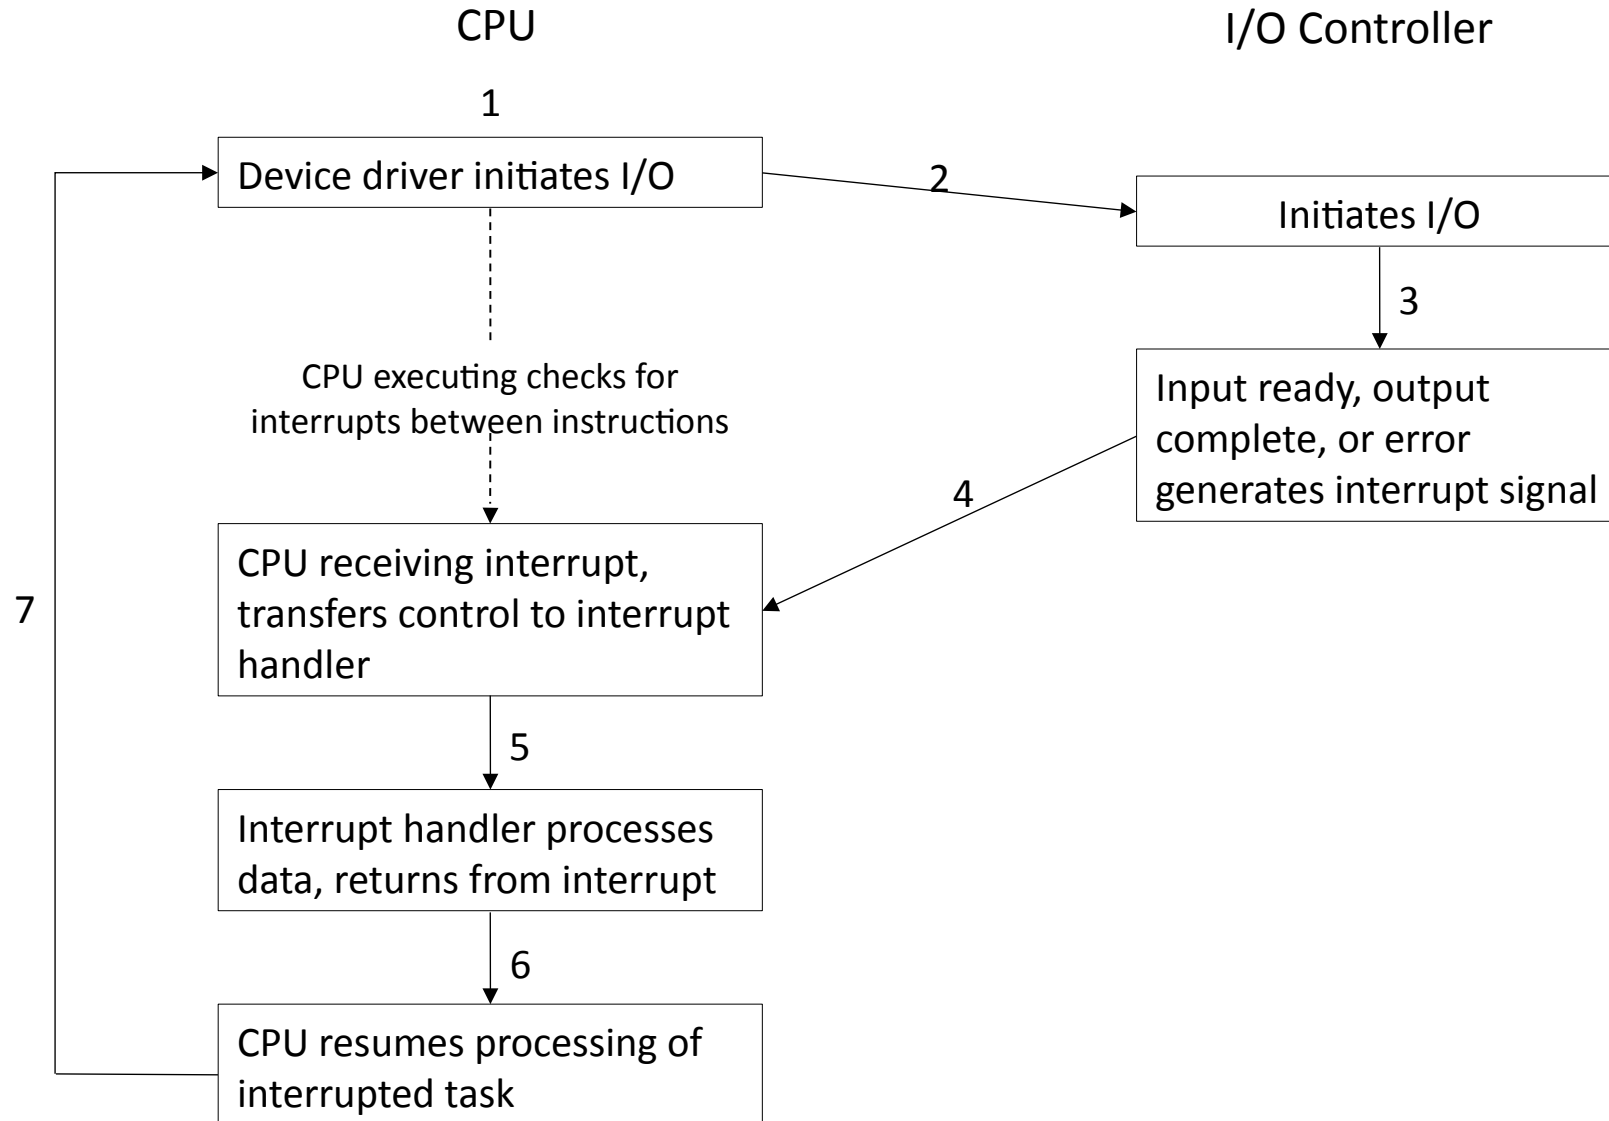 CPU
I/O Controller
1
Device driver initiates I/O
2
Initiates I/O
3
CPU executing checks for
interrupts between instructions
Input ready, output
complete, or error
generates interrupt signal
4
CPU receiving interrupt,
transfers control to interrupt
handler
7
5
Interrupt handler processes
data, returns from interrupt
6
CPU resumes processing of
interrupted task